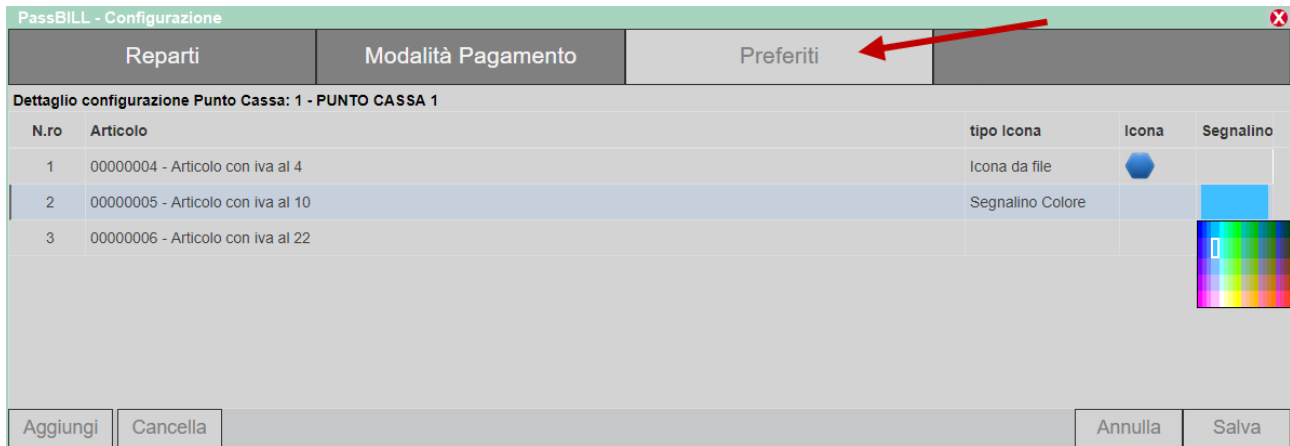 PassBILL - Configurazione
Reparti Modalità Pagamento Preferiti
Dettaglio configurazione Punto Cassa: 1 - PUNTO CASSA 1
N.ro Articolo tipo Icona Icona Segnalino
1 00000004 - Articolo con iva al 4 Icona da file
2 00000005 - Articolo con iva al 10 Segnalino Colore
3 00000006 - Articolo con iva al 22
Aggiungi Cancella Annulla Salva